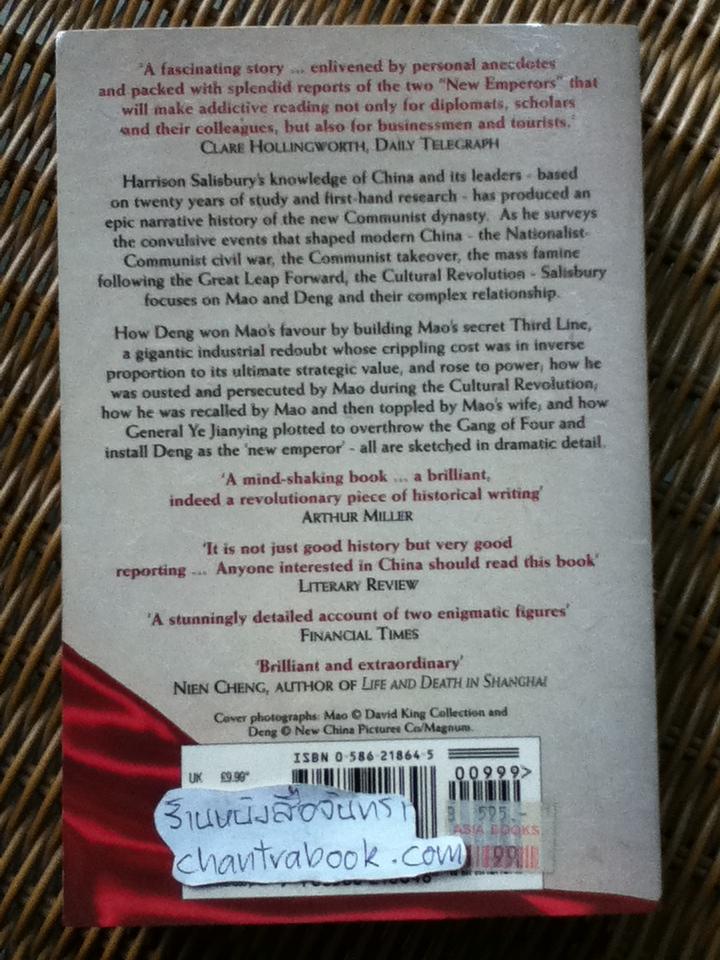 'A fascinating story ... enlivened by personal anecdotes
and packed with splendid reports of the two "New Emperors" that
will make addictive reading not only for diplomats, scholars
and their colleagues, but also for businessmen and tourists.'
CLARE HOLLINGWORTH, DAILY TELEGRAPH
Harrison Salisbury's knowledge of China and its leaders - based
on twenty years of study and first-hand research - has produced an
epic narrative history of the new Communist dynasty. As he surveys
the convulsive events that shaped modern China - the Nationalist-
Communist civil war, the Communist takeover, the mass famine
following the Great Leap Forward, the Cultural Revolution - Salisbury
focuses on Mao and Deng and their complex relationship.
How Deng won Mao's favour by building Mao's secret Third Line,
a gigantic industrial redoubt whose crippling cost was in inverse
proportion to its ultimate strategic value, and rose to power; how he
was ousted and persecuted by Mao during the Cultural Revolution;
how he was recalled by Mao and then toppled by Mao's wife; and how
General Ye Jianying plotted to overthrow the Gang of Four and
install Deng as the 'new emperor' - all are sketched in dramatic detail.
'A mind-shaking book ... a brilliant,
indeed a revolutionary piece of historical writing'
ARTHUR MILLER
'It is not just good history but very good
reporting ... Anyone interested in China should read this book'
LITERARY REVIEW
'A stunningly detailed account of two enigmatic figures'
FINANCIAL TIMES
'Brilliant and extraordinary'
NIEN CHENG, AUTHOR OF LIFE AND DEATH IN SHANGHAI
Cover photographs: Mao © David King Collection and
Deng © New China Pictures Co/Magnum.
ISBN 0-586-21864-5
UK £9.99*
00999>
595.-
ASIA BOOKS
ร้านหนังสือจันทรา
chantrabook.com